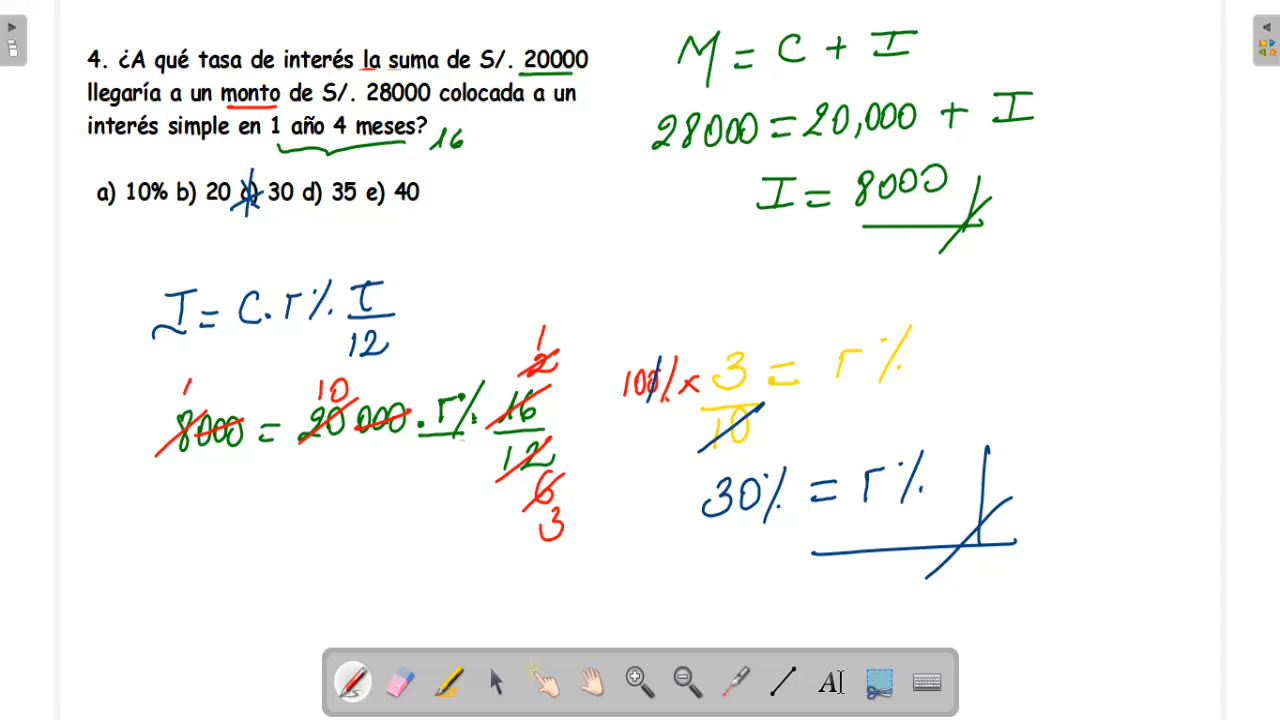 4. ¿A qué tasa de interés la suma de S/. 20000
llegaría a un monto de S/. 28000 colocada a un
interés simple en 1 año 4 meses?
16
a) 10% b) 20 c) 30 d) 35 e) 40
M = C + I
28000 = 20,000 + I
I = 8000
I = C. r% t/12
1 10 1 2
8000 = 20 000 . r% . 16/12
6
3
100% x 3/10 = r%
30% = r%
AI